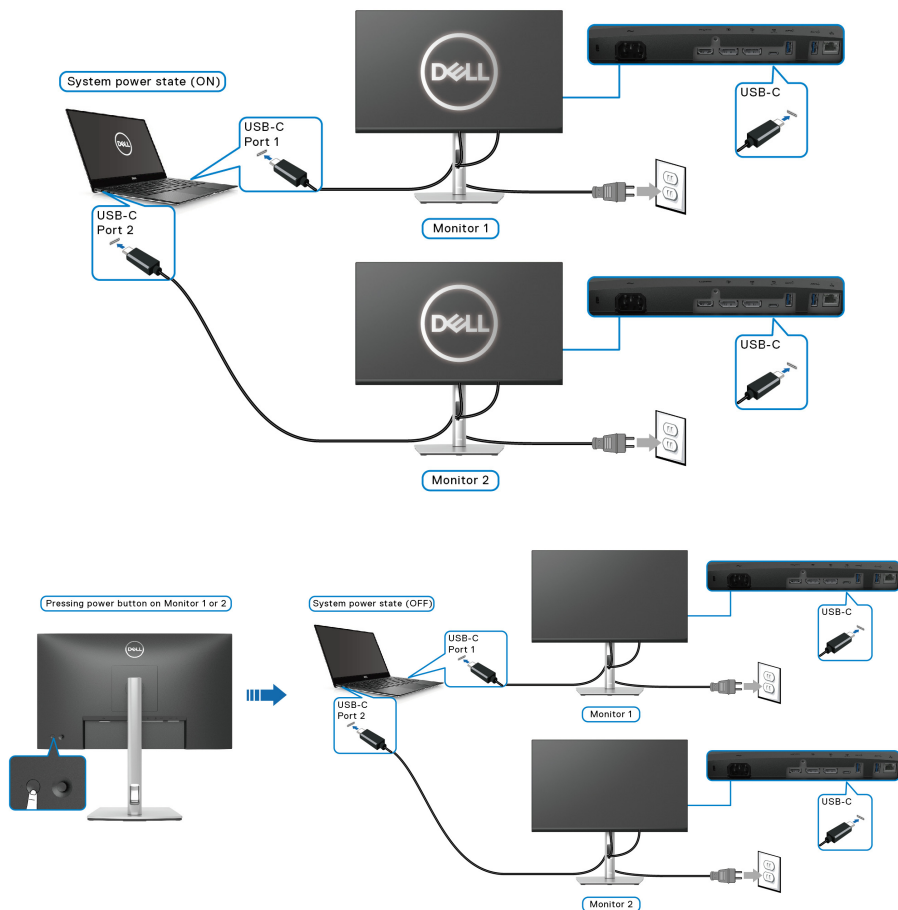 System power state (ON)
DELL
DELL
USB-C
Port 1
USB-C
Monitor 1
USB-C
Port 2
DELL
USB-C
Monitor 2
Pressing power button on Monitor 1 or 2
System power state (OFF)
DELL
USB-C
Port 1
USB-C
Monitor 1
USB-C
Port 2
USB-C
Monitor 2